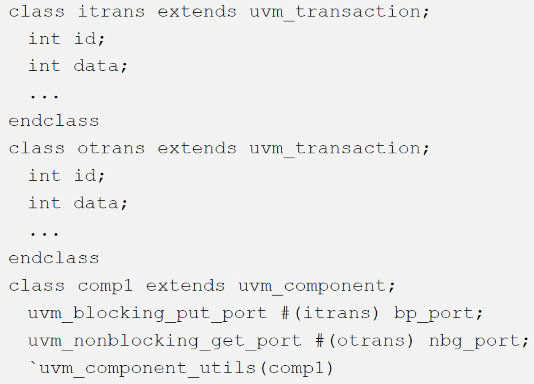 class itrans extends uvm_transaction;
int id;
int data;
...
endclass
class otrans extends uvm_transaction;
int id;
int data;
...
endclass
class comp1 extends uvm_component;
uvm_blocking_put_port #(itrans) bp_port;
uvm_nonblocking_get_port #(otrans) nbg_port;
`uvm_component_utils(comp1)